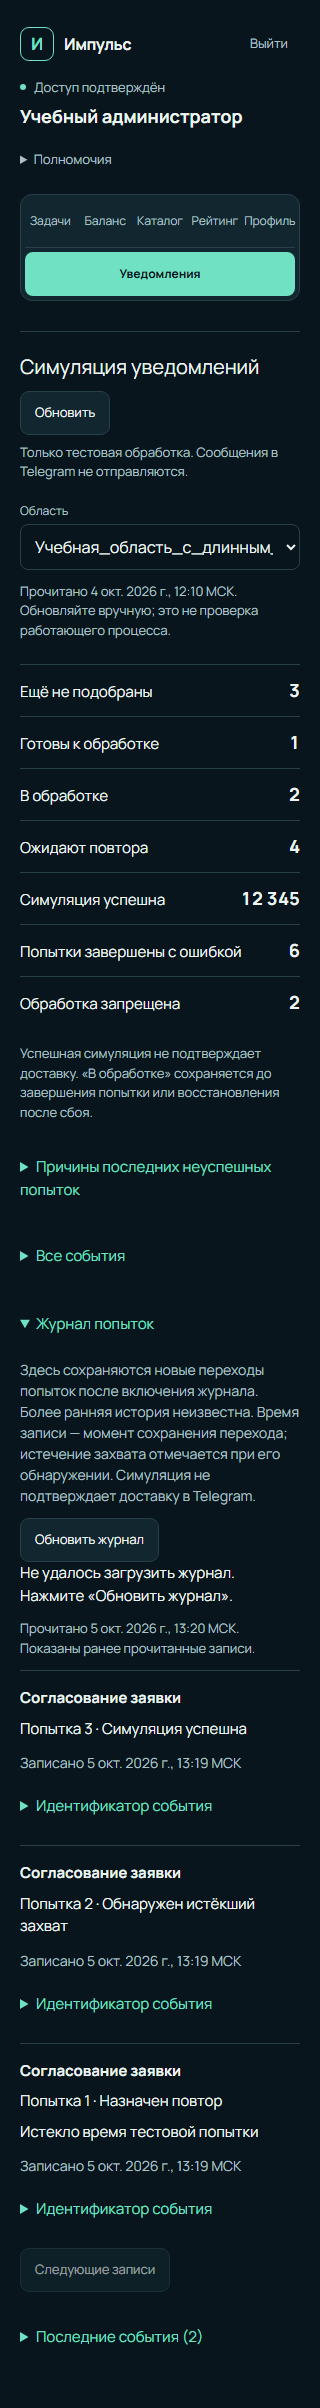 И Импульс Выйти
Доступ подтверждён
Учебный администратор
Полномочия
Задачи Баланс Каталог Рейтинг Профиль
Уведомления
Симуляция уведомлений
Обновить
Только тестовая обработка. Сообщения в
Telegram не отправляются.
Область
Учебная_область_с_длинным_
Прочитано 4 окт. 2026 г., 12:10 МСК.
Обновляйте вручную; это не проверка
работающего процесса.
Ещё не подобраны 3
Готовы к обработке 1
В обработке 2
Ожидают повтора 4
Симуляция успешна 12 345
Попытки завершены с ошибкой 6
Обработка запрещена 2
Успешная симуляция не подтверждает
доставку. «В обработке» сохраняется до
завершения попытки или восстановления
после сбоя.
Причины последних неуспешных
попыток
Все события
Журнал попыток
Здесь сохраняются новые переходы
попыток после включения журнала.
Более ранняя история неизвестна. Время
записи — момент сохранения перехода;
истечение захвата отмечается при его
обнаружении. Симуляция не
подтверждает доставку в Telegram.
Обновить журнал
Не удалось загрузить журнал.
Нажмите «Обновить журнал».
Прочитано 5 окт. 2026 г., 13:20 МСК.
Показаны ранее прочитанные записи.
Согласование заявки
Попытка 3 · Симуляция успешна
Записано 5 окт. 2026 г., 13:19 МСК
Идентификатор события
Согласование заявки
Попытка 2 · Обнаружен истёкший
захват
Записано 5 окт. 2026 г., 13:19 МСК
Идентификатор события
Согласование заявки
Попытка 1 · Назначен повтор
Истекло время тестовой попытки
Записано 5 окт. 2026 г., 13:19 МСК
Идентификатор события
Следующие записи
Последние события (2)